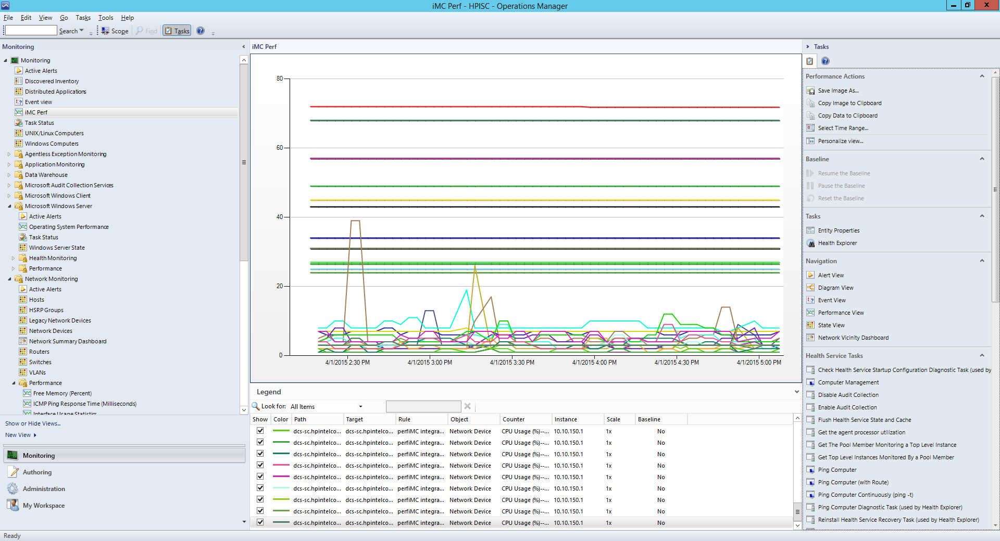 iMC Perf - HPISC - Operations Manager
File Edit View Go Tasks Tools Help
Search Scope Find Tasks
Monitoring
Monitoring
Active Alerts
Discovered Inventory
Distributed Applications
Event view
iMC Perf
Task Status
UNIX/Linux Computers
Windows Computers
Agentless Exception Monitoring
Application Monitoring
Data Warehouse
Microsoft Audit Collection Services
Microsoft Windows Client
Microsoft Windows Server
Active Alerts
Operating System Performance
Task Status
Windows Server State
Health Monitoring
Performance
Network Monitoring
Active Alerts
Hosts
HSRP Groups
Legacy Network Devices
Network Devices
Network Summary Dashboard
Routers
Switches
VLANs
Performance
Free Memory (Percent)
ICMP Ping Response Time (Milliseconds)
Interface Usage Statistics
Show or Hide Views...
New View
Monitoring
Authoring
Administration
My Workspace
Ready
iMC Perf
80
60
40
20
0
4/1/2015 2:30 PM 4/1/2015 3:00 PM 4/1/2015 3:30 PM 4/1/2015 4:00 PM 4/1/2015 4:30 PM 4/1/2015 5:00 PM
Legend
Look for: All Items
Show Color Path Target Rule Object Counter Instance Scale Baseline
dcs-sc.hpintelco... dcs-sc.hpintelco... perfiMC integra... Network Device CPU Usage (%)--... 10.10.150.1 1x No
dcs-sc.hpintelco... dcs-sc.hpintelco... perfiMC integra... Network Device CPU Usage (%)--... 10.10.150.1 1x No
dcs-sc.hpintelco... dcs-sc.hpintelco... perfiMC integra... Network Device CPU Usage (%)--... 10.10.150.1 1x No
dcs-sc.hpintelco... dcs-sc.hpintelco... perfiMC integra... Network Device CPU Usage (%)--... 10.10.150.1 1x No
dcs-sc.hpintelco... dcs-sc.hpintelco... perfiMC integra... Network Device CPU Usage (%)--... 10.10.150.1 1x No
dcs-sc.hpintelco... dcs-sc.hpintelco... perfiMC integra... Network Device CPU Usage (%)--... 10.10.150.1 1x No
dcs-sc.hpintelco... dcs-sc.hpintelco... perfiMC integra... Network Device CPU Usage (%)--... 10.10.150.1 1x No
dcs-sc.hpintelco... dcs-sc.hpintelco... perfiMC integra... Network Device CPU Usage (%)--... 10.10.150.1 1x No
dcs-sc.hpintelco... dcs-sc.hpintelco... perfiMC integra... Network Device CPU Usage (%)--... 10.10.150.1 1x No
Tasks
Performance Actions
Save Image As...
Copy Image to Clipboard
Copy Data to Clipboard
Select Time Range...
Personalize view...
Baseline
Resume the Baseline
Pause the Baseline
Reset the Baseline
Tasks
Entity Properties
Health Explorer
Navigation
Alert View
Diagram View
Event View
Performance View
State View
Network Vicinity Dashboard
Health Service Tasks
Check Health Service Startup Configuration Diagnostic Task (used by
Computer Management
Disable Audit Collection
Enable Audit Collection
Flush Health Service State and Cache
Get the agent processor utilization
Get The Pool Member Monitoring a Top Level Instance
Get Top Level Instances Monitored By a Pool Member
Ping Computer
Ping Computer (with Route)
Ping Computer Continuously (ping -t)
Ping Computer Diagnostic Task (used by Health Explorer)
Reinstall Health Service Recovery Task (used by Health Explorer)